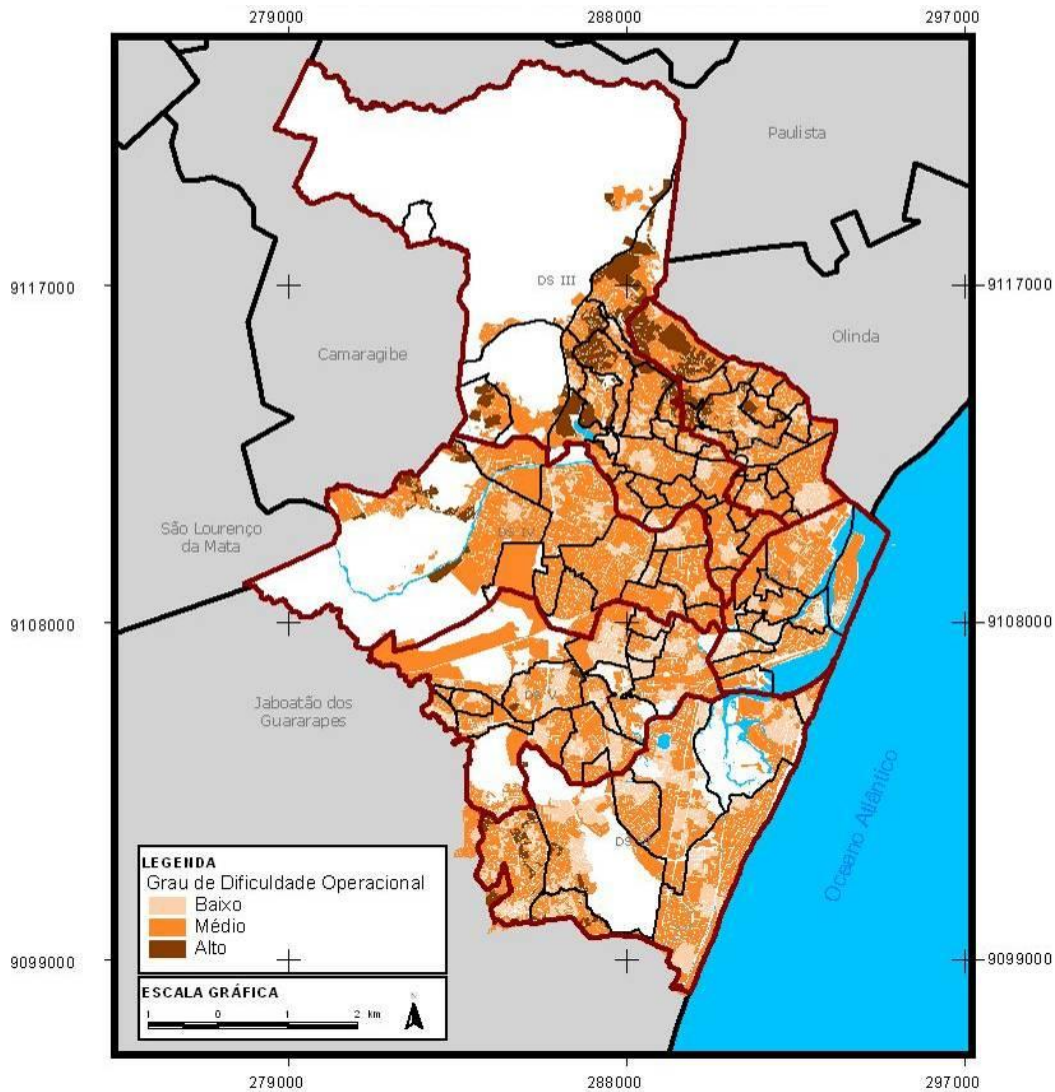 279000
288000
297000
Paulista
9117000
DS III
9117000
Olinda
Camaragibe
São Lourenço
da Mata
9108000
9108000
Jaboatão dos
Guararapes
Oceano Atlântico
LEGENDA
Grau de Dificuldade Operacional
Baixo
Médio
Alto
9099000
9099000
ESCALA GRÁFICA
N
1 0 1 2 km
279000
288000
297000